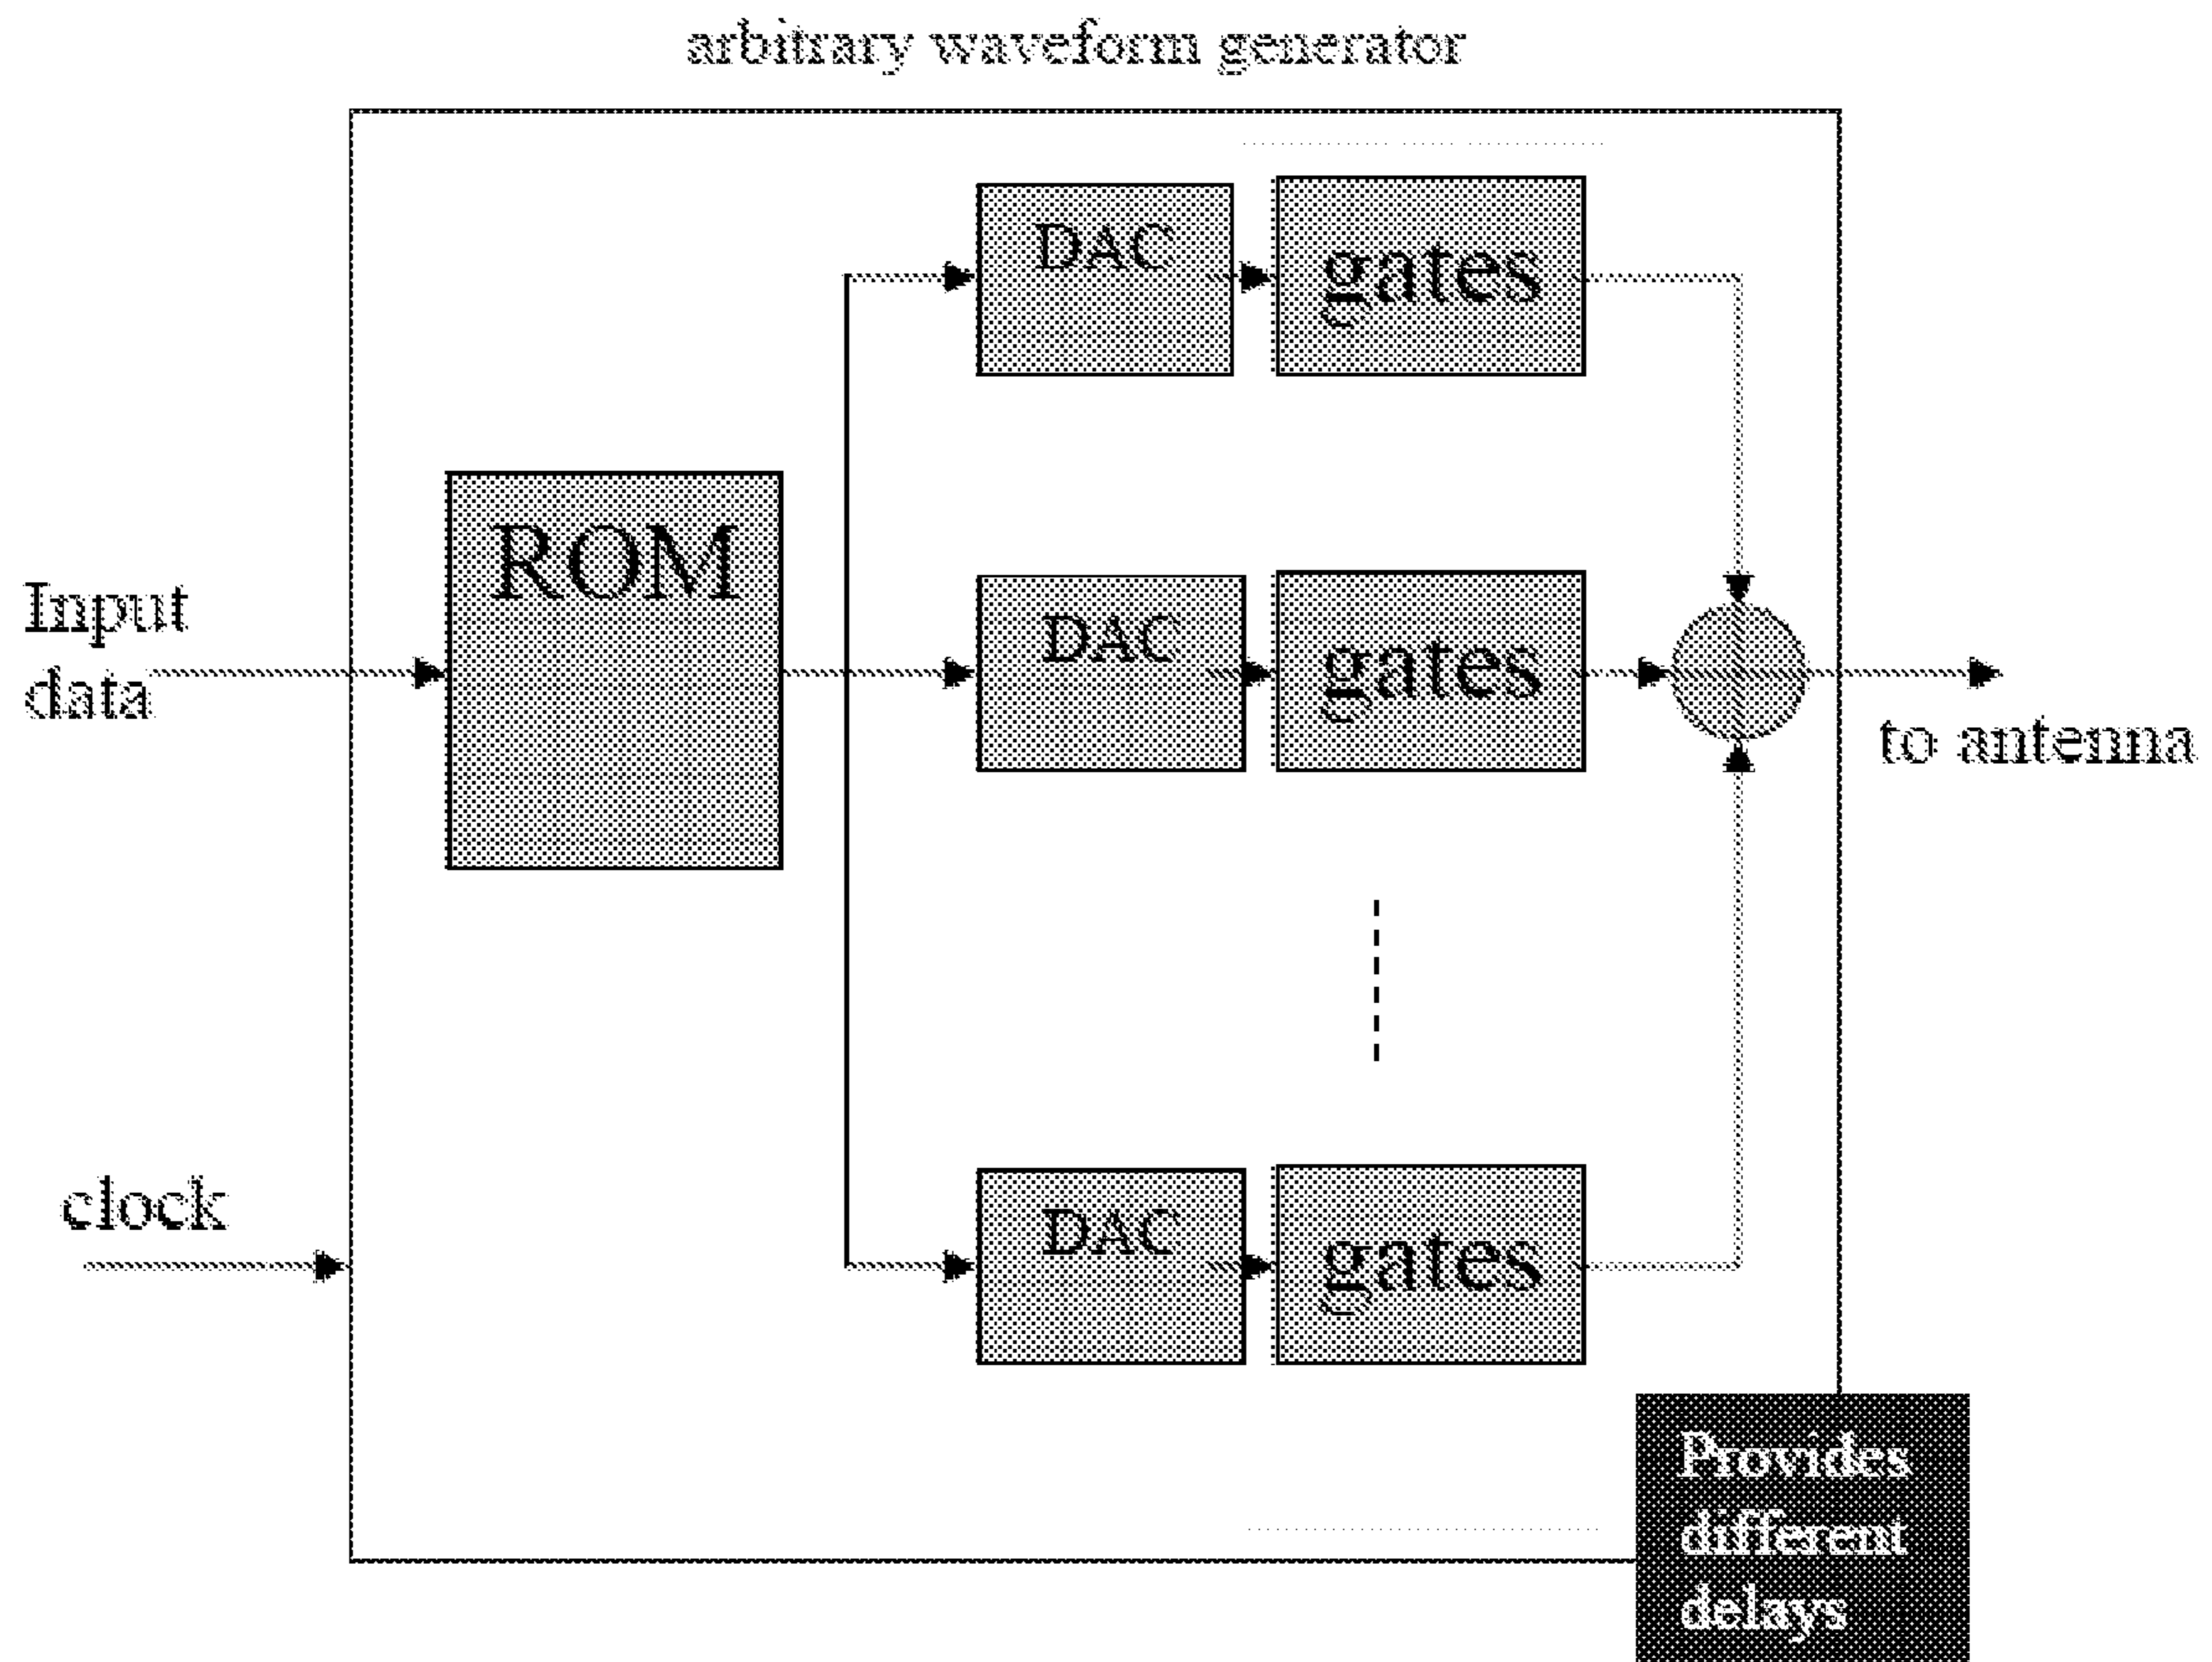 arbitrary waveform generator
DAC
gates
ROM
Input
data
DAC
gates
to antenna
clock
DAC
gates
Provides
different
delays